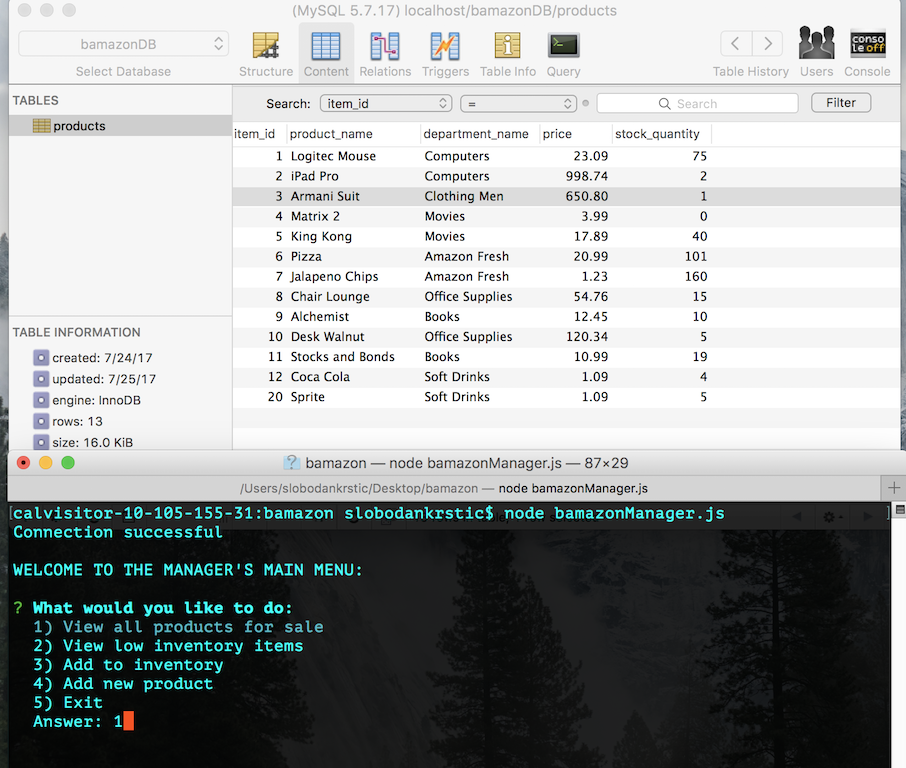 (MySQL 5.7.17) localhost/bamazonDB/products
bamazonDB
Select Database
Structure Content Relations Triggers Table Info Query
Table History Users Console
conso
le off
TABLES
products
Search: item_id = Search Filter
item_id product_name department_name price stock_quantity
1 Logitec Mouse Computers 23.09 75
2 iPad Pro Computers 998.74 2
3 Armani Suit Clothing Men 650.80 1
4 Matrix 2 Movies 3.99 0
5 King Kong Movies 17.89 40
6 Pizza Amazon Fresh 20.99 101
7 Jalapeno Chips Amazon Fresh 1.23 160
8 Chair Lounge Office Supplies 54.76 15
9 Alchemist Books 12.45 10
10 Desk Walnut Office Supplies 120.34 5
11 Stocks and Bonds Books 10.99 19
12 Coca Cola Soft Drinks 1.09 4
20 Sprite Soft Drinks 1.09 5
TABLE INFORMATION
created: 7/24/17
updated: 7/25/17
engine: InnoDB
rows: 13
size: 16.0 KiB
bamazon — node bamazonManager.js — 87×29
/Users/slobodankrstic/Desktop/bamazon — node bamazonManager.js
[calvisitor-10-105-155-31:bamazon slobodankrstic$ node bamazonManager.js ]
Connection successful
WELCOME TO THE MANAGER'S MAIN MENU:
? What would you like to do:
1) View all products for sale
2) View low inventory items
3) Add to inventory
4) Add new product
5) Exit
Answer: 1